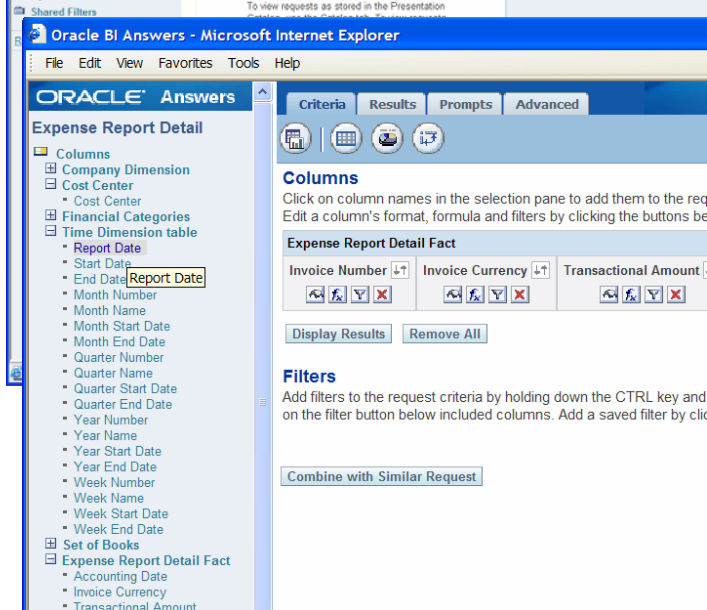 Shared Filters
To view requests as stored in the Presentation
Oracle BI Answers - Microsoft Internet Explorer
File Edit View Favorites Tools Help
ORACLE Answers
Expense Report Detail
Columns
Company Dimension
Cost Center
Cost Center
Financial Categories
Time Dimension table
Report Date
Start Date
End Date
Report Date
Month Number
Month Name
Month Start Date
Month End Date
Quarter Number
Quarter Name
Quarter Start Date
Quarter End Date
Year Number
Year Name
Year Start Date
Year End Date
Week Number
Week Name
Week Start Date
Week End Date
Set of Books
Expense Report Detail Fact
Accounting Date
Invoice Currency
Transactional Amount
Criteria Results Prompts Advanced
Columns
Click on column names in the selection pane to add them to the req
Edit a column's format, formula and filters by clicking the buttons be
Expense Report Detail Fact
Invoice Number Invoice Currency Transactional Amount
Display Results Remove All
Filters
Add filters to the request criteria by holding down the CTRL key and
on the filter button below included columns. Add a saved filter by clic
Combine with Similar Request